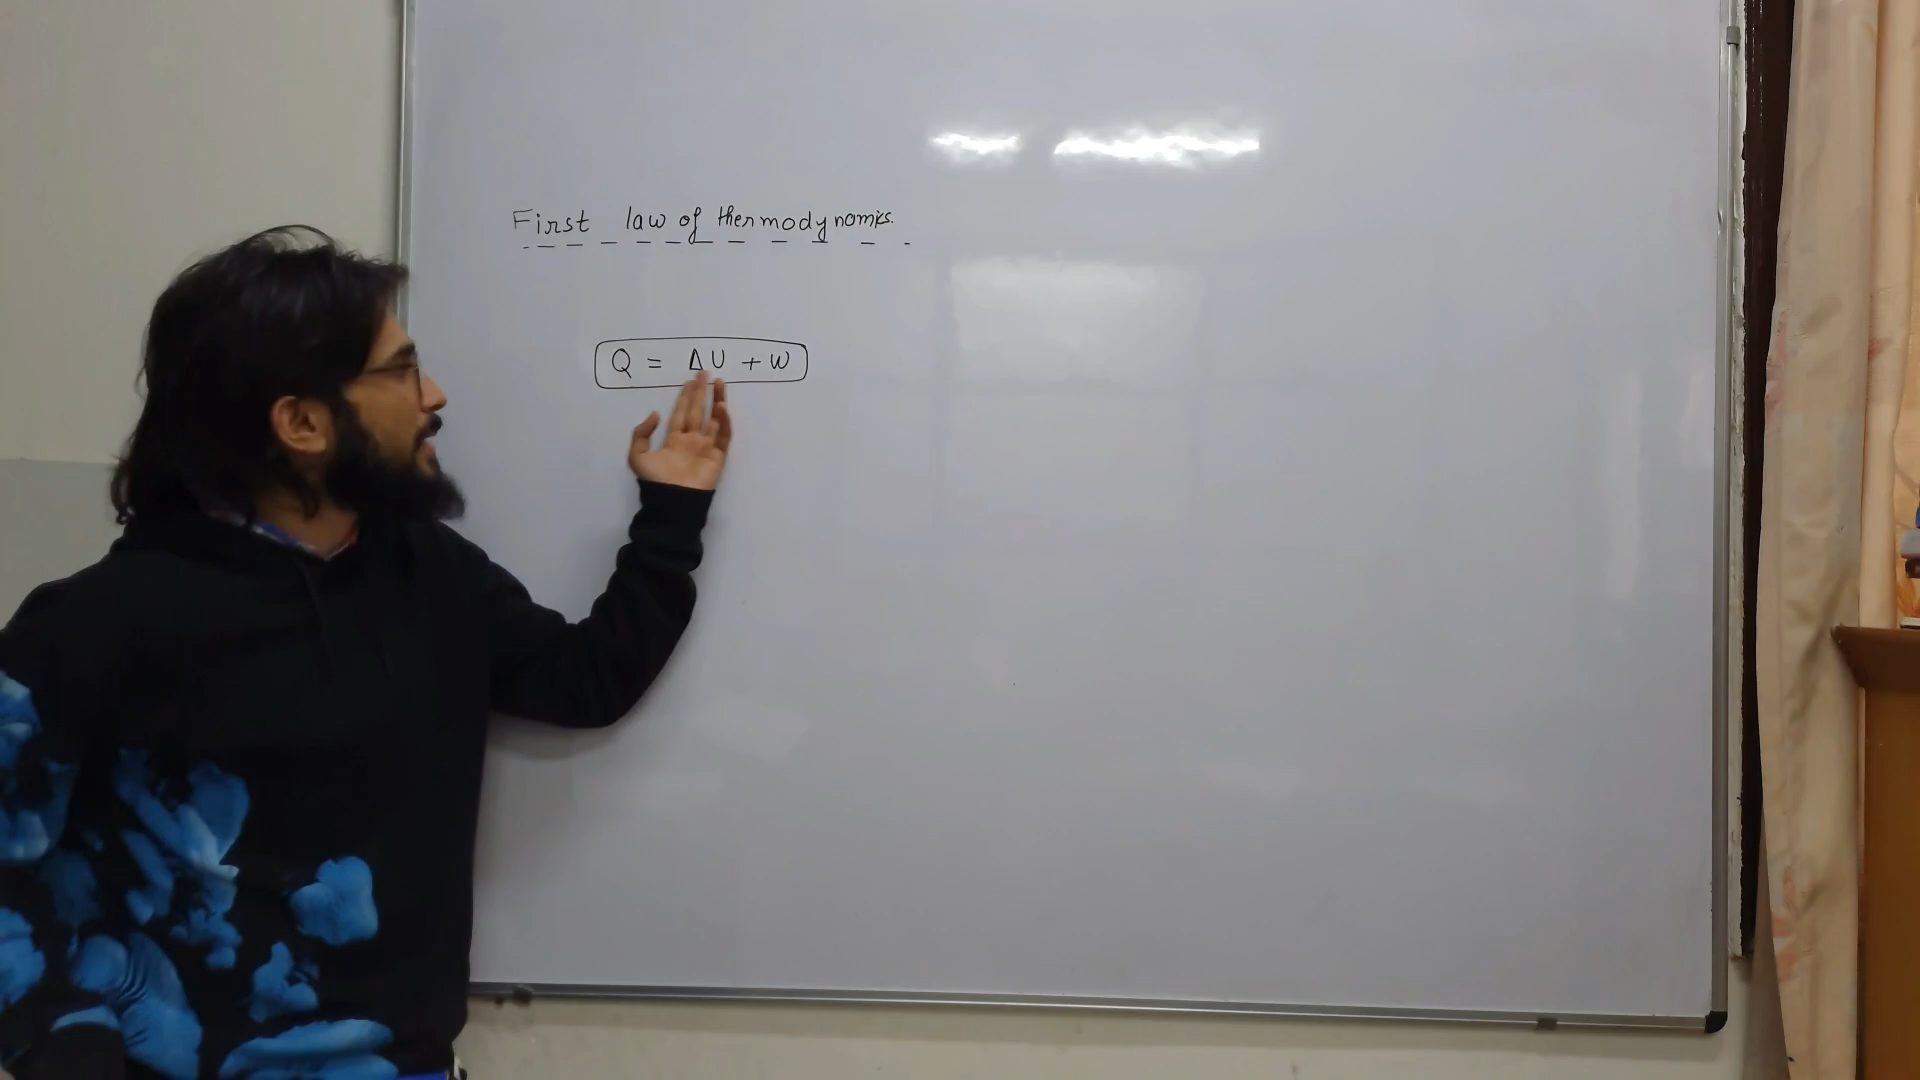 First law of thermodynamics.
Q = ΔU + W